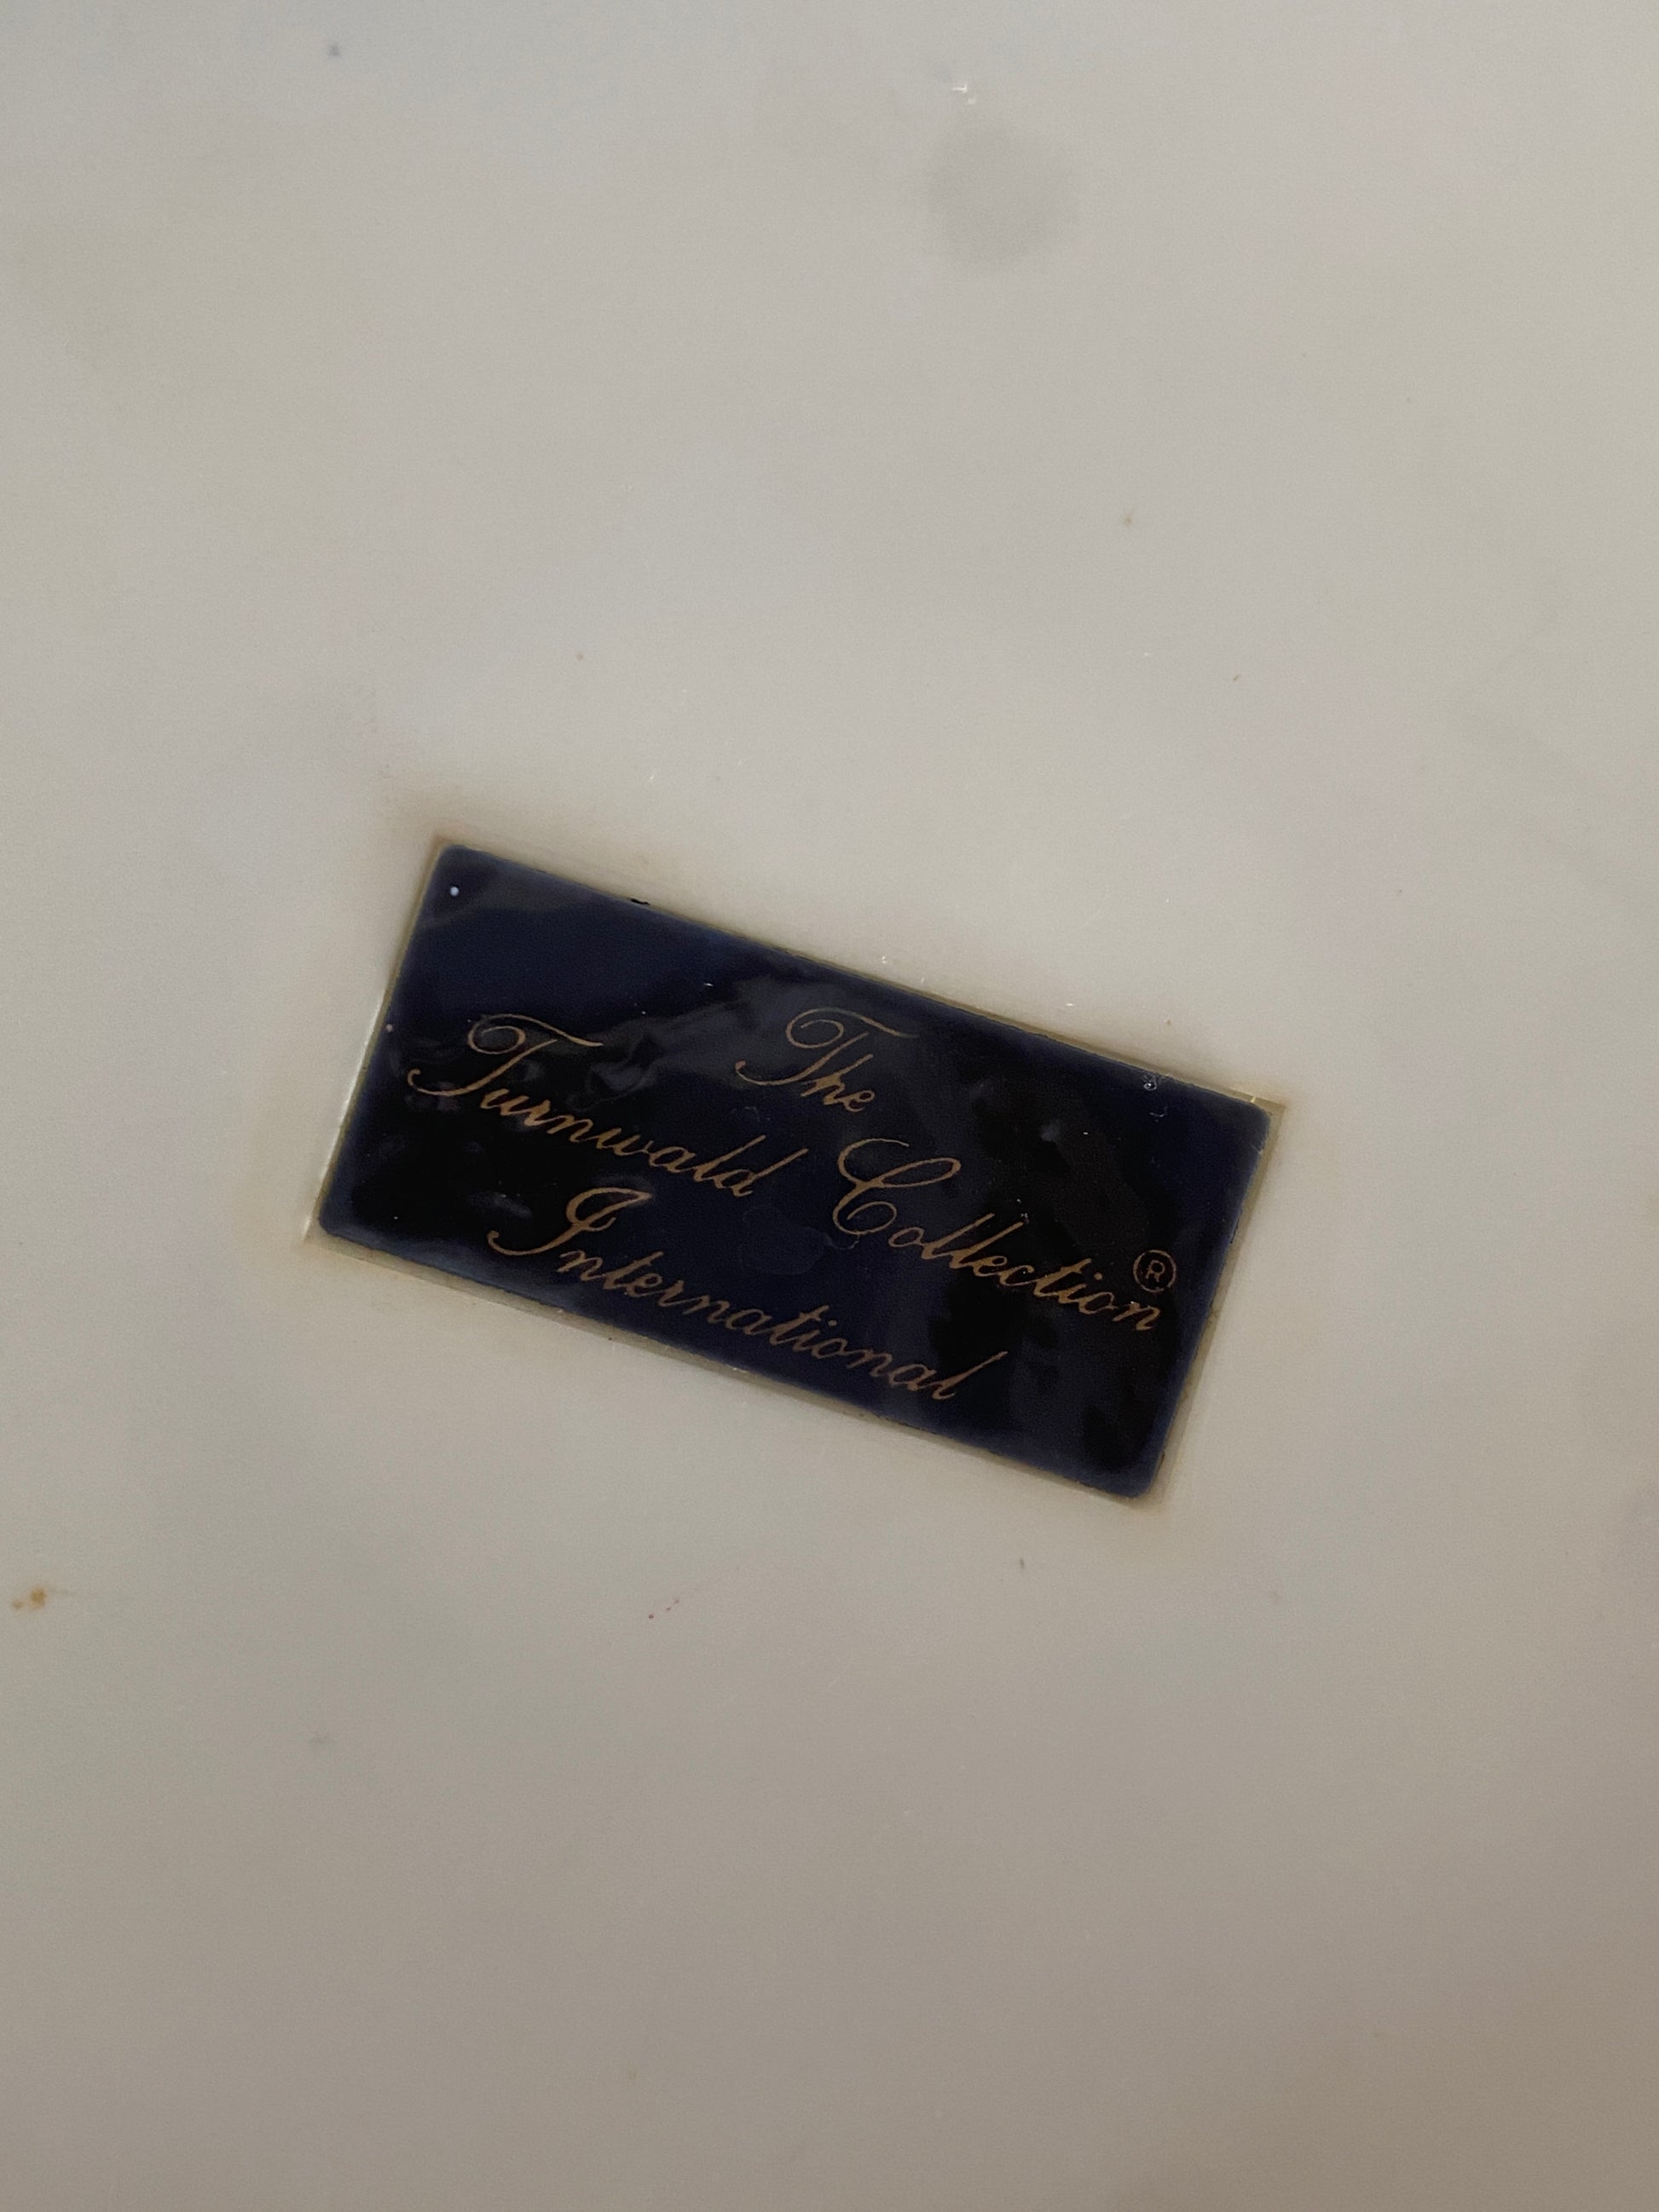 The
Turnwald Collection®
International